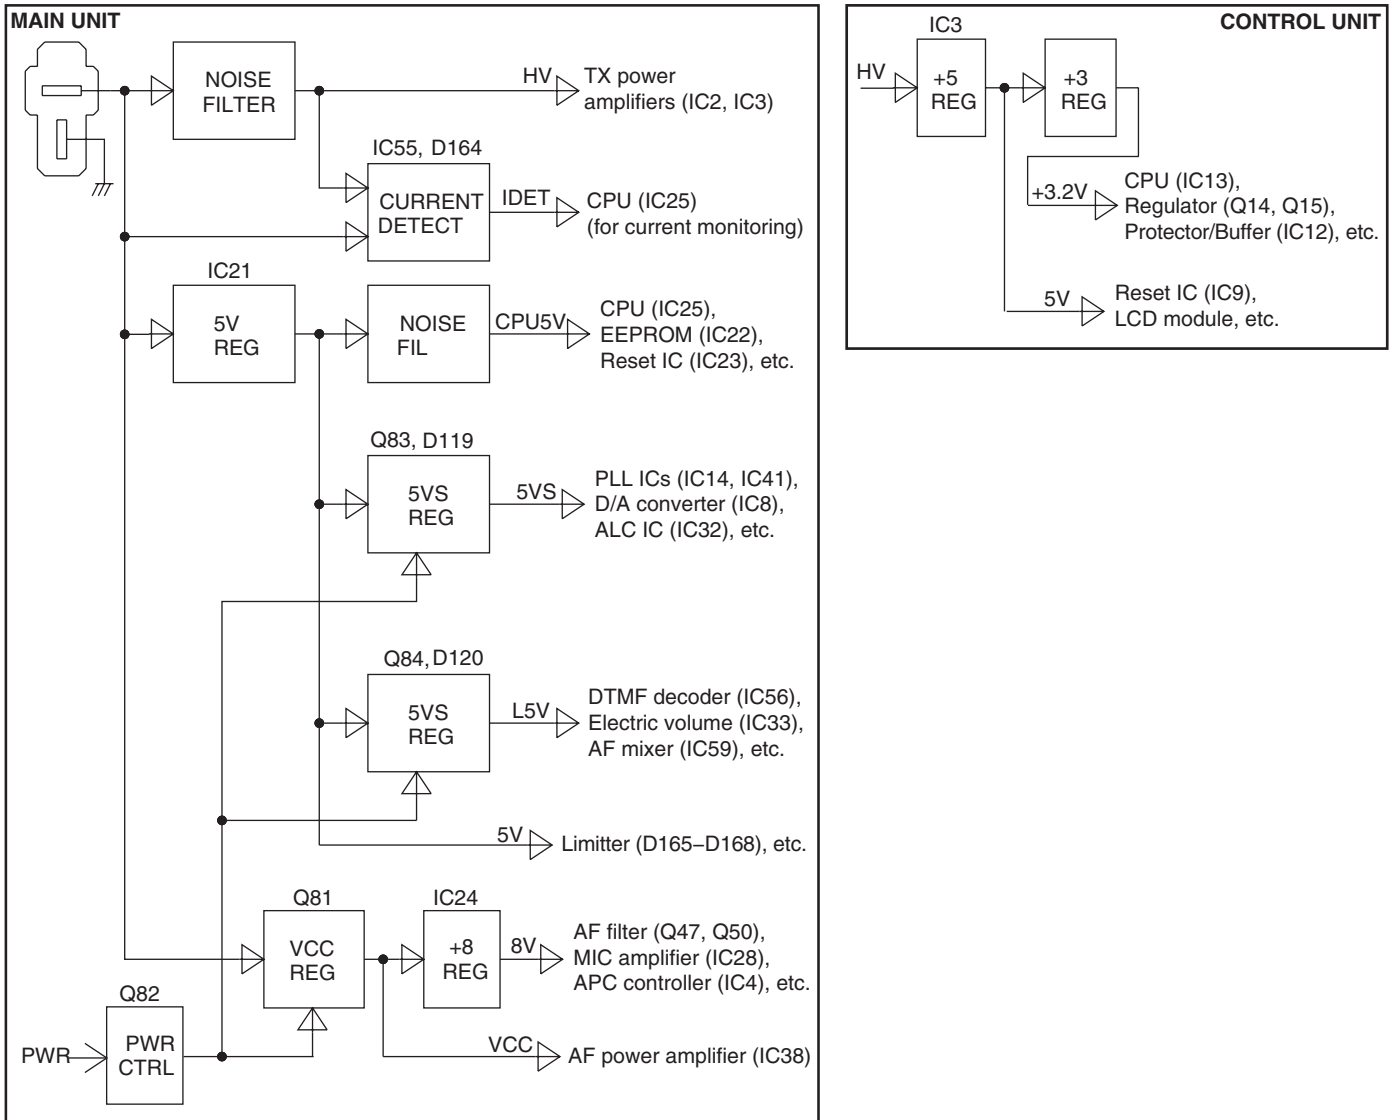 MAIN UNIT
NOISE
FILTER
HV
TX power
amplifiers (IC2, IC3)
IC55, D164
CURRENT
DETECT
IDET
CPU (IC25)
(for current monitoring)
IC21
5V
REG
NOISE
FIL
CPU5V
CPU (IC25),
EEPROM (IC22),
Reset IC (IC23), etc.
Q83, D119
5VS
REG
5VS
PLL ICs (IC14, IC41),
D/A converter (IC8),
ALC IC (IC32), etc.
Q84, D120
5VS
REG
L5V
DTMF decoder (IC56),
Electric volume (IC33),
AF mixer (IC59), etc.
5V
Limitter (D165–D168), etc.
Q81
VCC
REG
IC24
+8
REG
8V
AF filter (Q47, Q50),
MIC amplifier (IC28),
APC controller (IC4), etc.
Q82
PWR
PWR
CTRL
VCC
AF power amplifier (IC38)
CONTROL UNIT
IC3
HV
+5
REG
+3
REG
+3.2V
CPU (IC13),
Regulator (Q14, Q15),
Protector/Buffer (IC12), etc.
5V
Reset IC (IC9),
LCD module, etc.